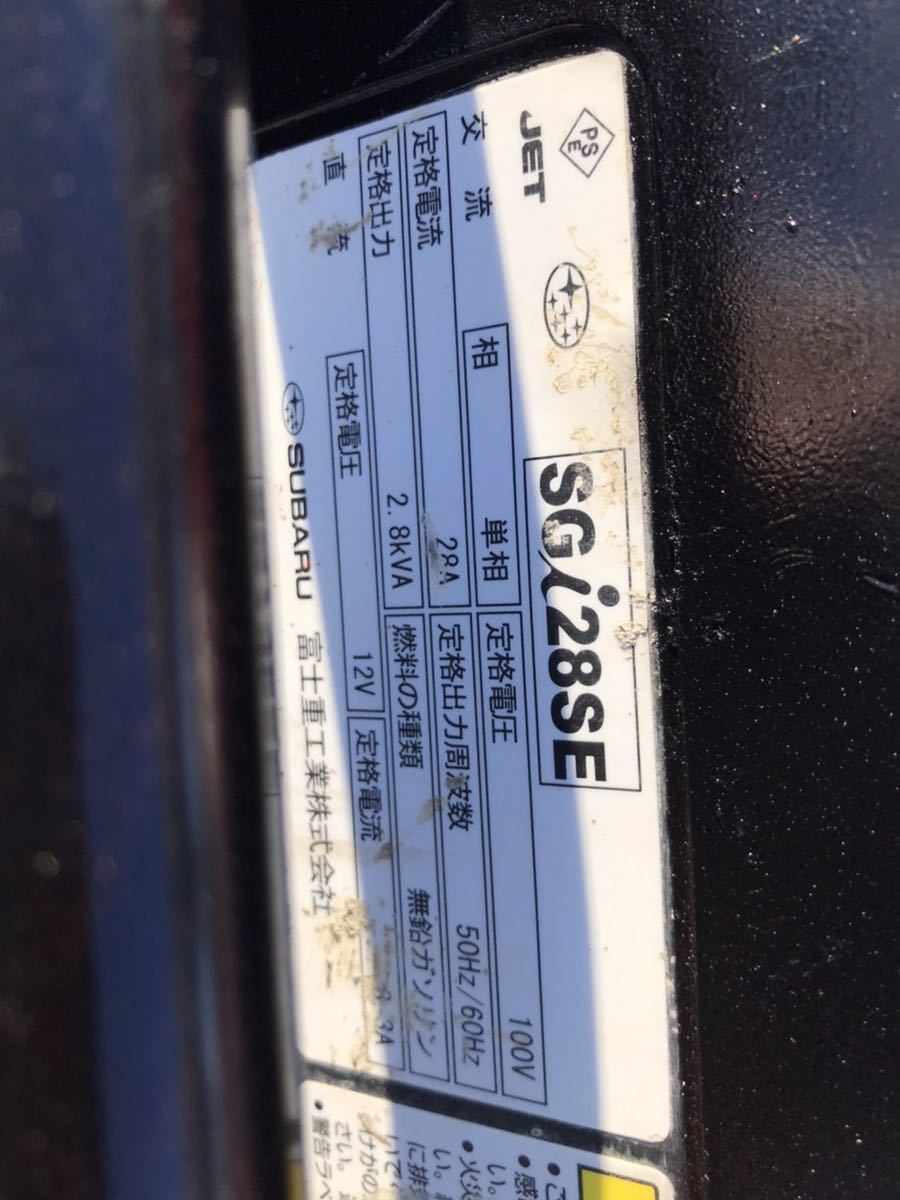 PSE
JET
SGi28SE
交流 相 単相 定格電圧 100V
定格電流 28A 定格出力周波数 50Hz/60Hz
定格出力 2.8kVA 燃料の種類 無鉛ガソリン
直流 定格電圧 12V 定格電流 8.3A
SUBARU 富士重工業株式会社